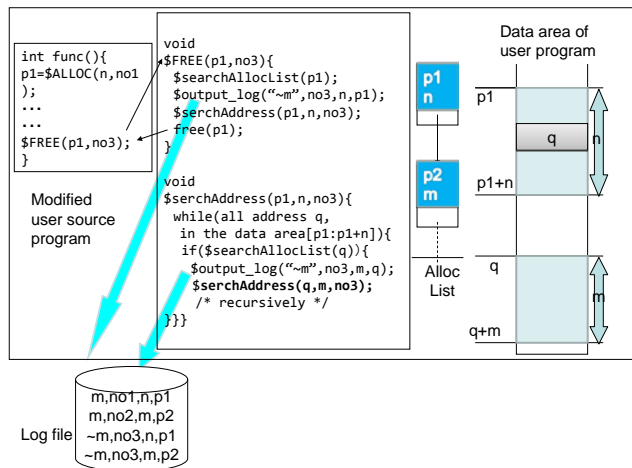 int func(){
p1=$ALLOC(n,no1
);
...
...
$FREE(p1,no3);
}
Modified
user source
program
void
$FREE(p1,no3){
$searchAllocList(p1);
$output_log(“~m”,no3,n,p1);
$serchAddress(p1,n,no3);
free(p1);
}
void
$serchAddress(p1,n,no3){
while(all address q,
in the data area[p1:p1+n]){
if($searchAllocList(q)){
$output_log(“~m”,no3,m,q);
$serchAddress(q,m,no3);
/* recursively */
}}}
p1
n
p2
m
Alloc
List
Data area of
user program
p1
q
n
p1+n
q
m
q+m
Log file
m,no1,n,p1
m,no2,m,p2
~m,no3,n,p1
~m,no3,m,p2